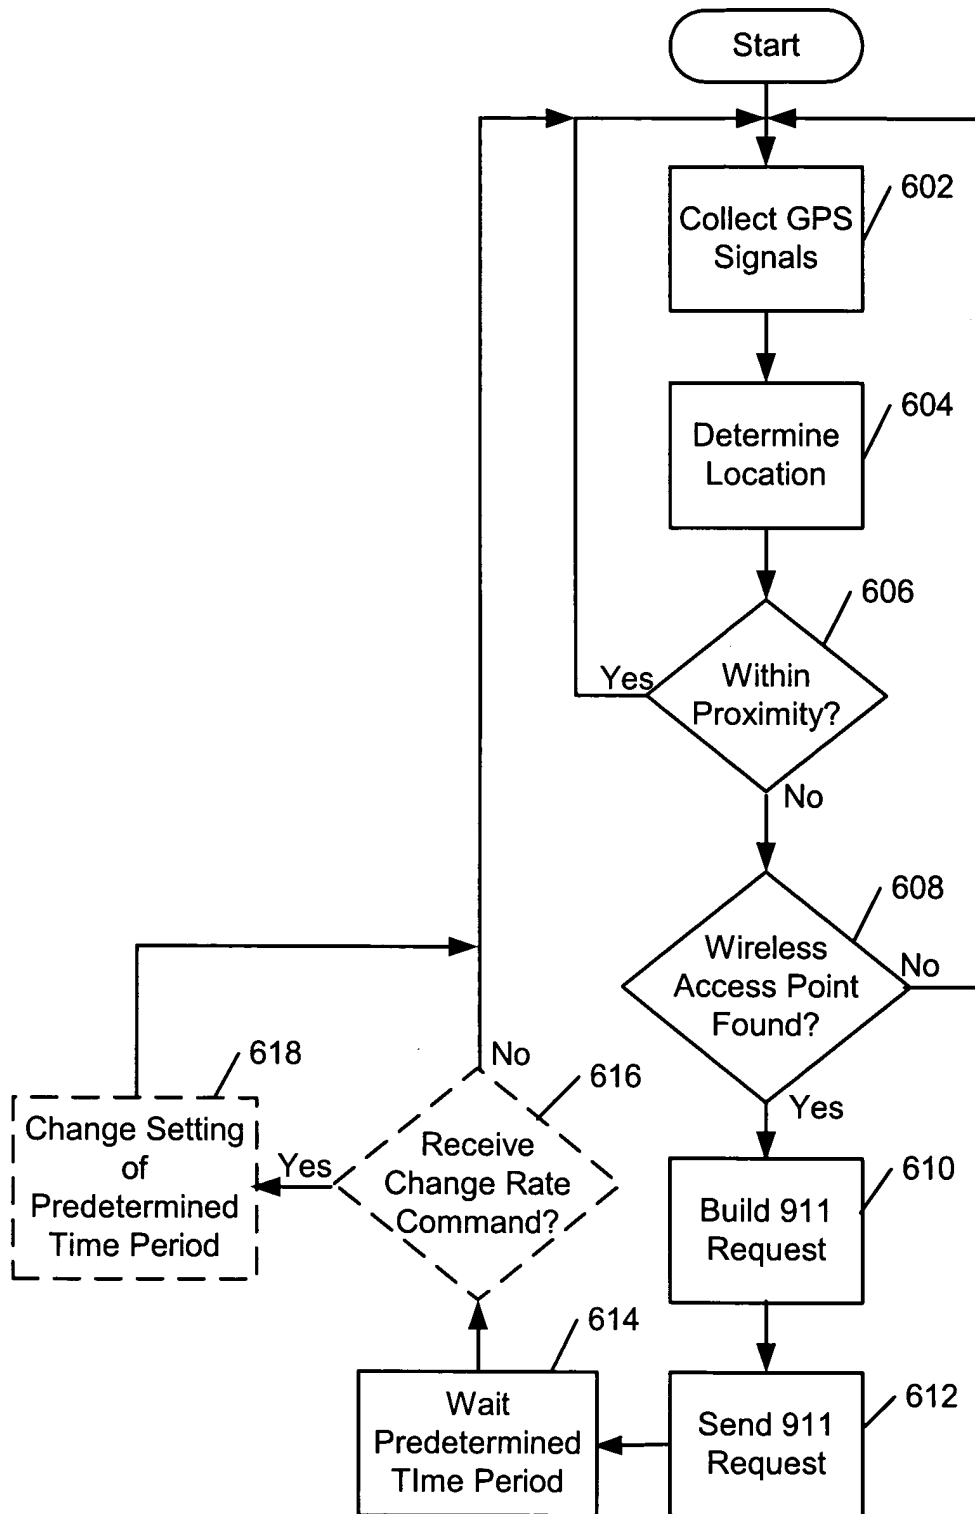 Start
602
Collect GPS
Signals
604
Determine
Location
606
Within
Proximity?
Yes
No
608
Wireless
Access Point
Found?
No
Yes
610
Build 911
Request
612
Send 911
Request
614
Wait
Predetermined
TIme Period
616
Receive
Change Rate
Command?
No
Yes
618
Change Setting
of
Predetermined
Time Period